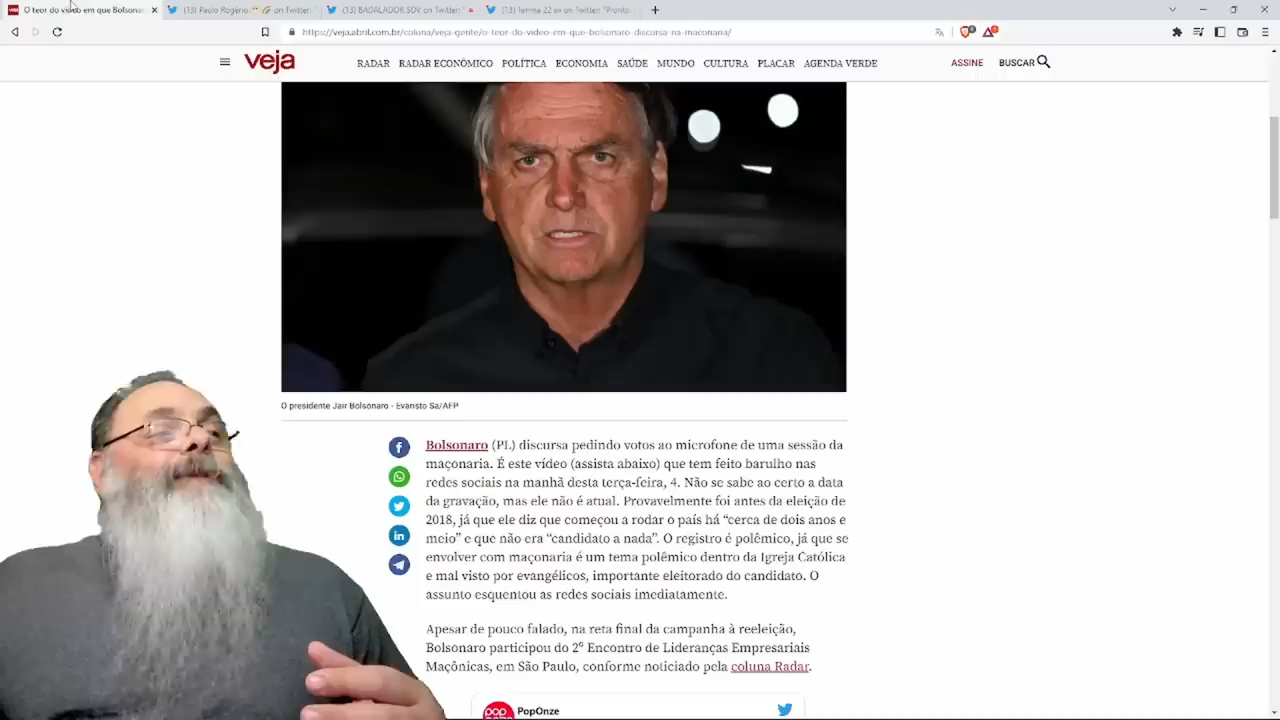 O teor do vídeo em que Bolsonar
(13) Paulo Rogério
on Twitter
(13) BADALADOR SDV on Twitter "
(13) Temma 22 on Twitter "Pronto
https://veja.abril.com.br/coluna/veja-gente/o-teor-do-video-em-que-bolsonaro-discursa-na-maconaria/
veja
RADAR RADAR ECONÔMICO POLÍTICA ECONOMIA SAÚDE MUNDO CULTURA PLACAR AGENDA VERDE
ASSINE BUSCAR
O presidente Jair Bolsonaro - Evaristo Sa/AFP
Bolsonaro (PL) discursa pedindo votos ao microfone de uma sessão da
maçonaria. É este vídeo (assista abaixo) que tem feito barulho nas
redes sociais na manhã desta terça-feira, 4. Não se sabe ao certo a data
da gravação, mas ele não é atual. Provavelmente foi antes da eleição de
2018, já que ele diz que começou a rodar o país há “cerca de dois anos e
meio” e que não era “candidato a nada”. O registro é polêmico, já que se
envolver com maçonaria é um tema polêmico dentro da Igreja Católica
e mal visto por evangélicos, importante eleitorado do candidato. O
assunto esquentou as redes sociais imediatamente.
Apesar de pouco falado, na reta final da campanha à reeleição,
Bolsonaro participou do 2º Encontro de Lideranças Empresariais
Maçônicas, em São Paulo, conforme noticiado pela coluna Radar.
pop
PopOnze